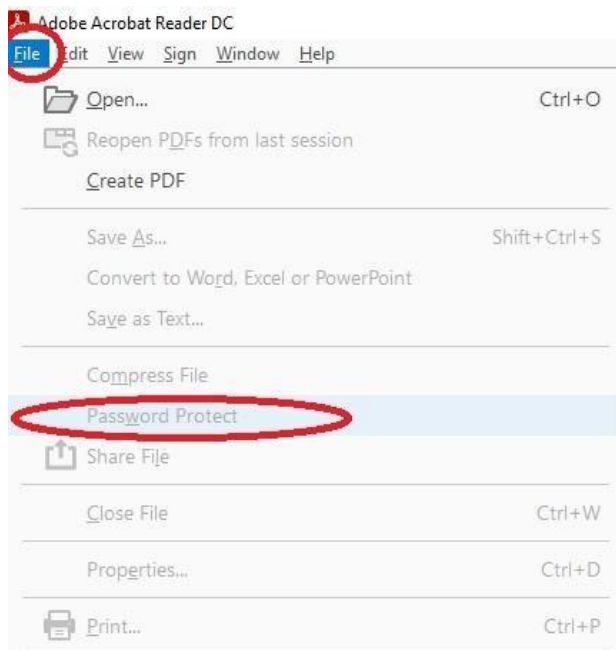 Adobe Acrobat Reader DC
File Edit View Sign Window Help
Open... Ctrl+O
Reopen PDFs from last session
Create PDF
Save As... Shift+Ctrl+S
Convert to Word, Excel or PowerPoint
Save as Text...
Compress File
Password Protect
Share File
Close File Ctrl+W
Properties... Ctrl+D
Print... Ctrl+P